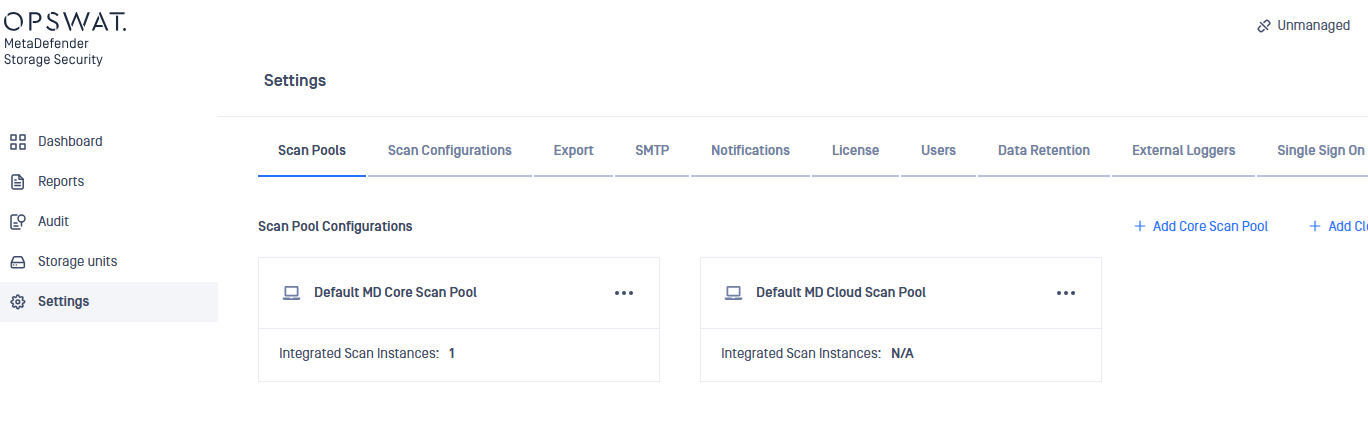 OPSWAT.
MetaDefender
Storage Security
Unmanaged
Settings
Dashboard
Reports
Audit
Storage units
Settings
Scan Pools Scan Configurations Export SMTP Notifications License Users Data Retention External Loggers Single Sign On
Scan Pool Configurations
+ Add Core Scan Pool + Add Cl
Default MD Core Scan Pool
Integrated Scan Instances: 1
Default MD Cloud Scan Pool
Integrated Scan Instances: N/A